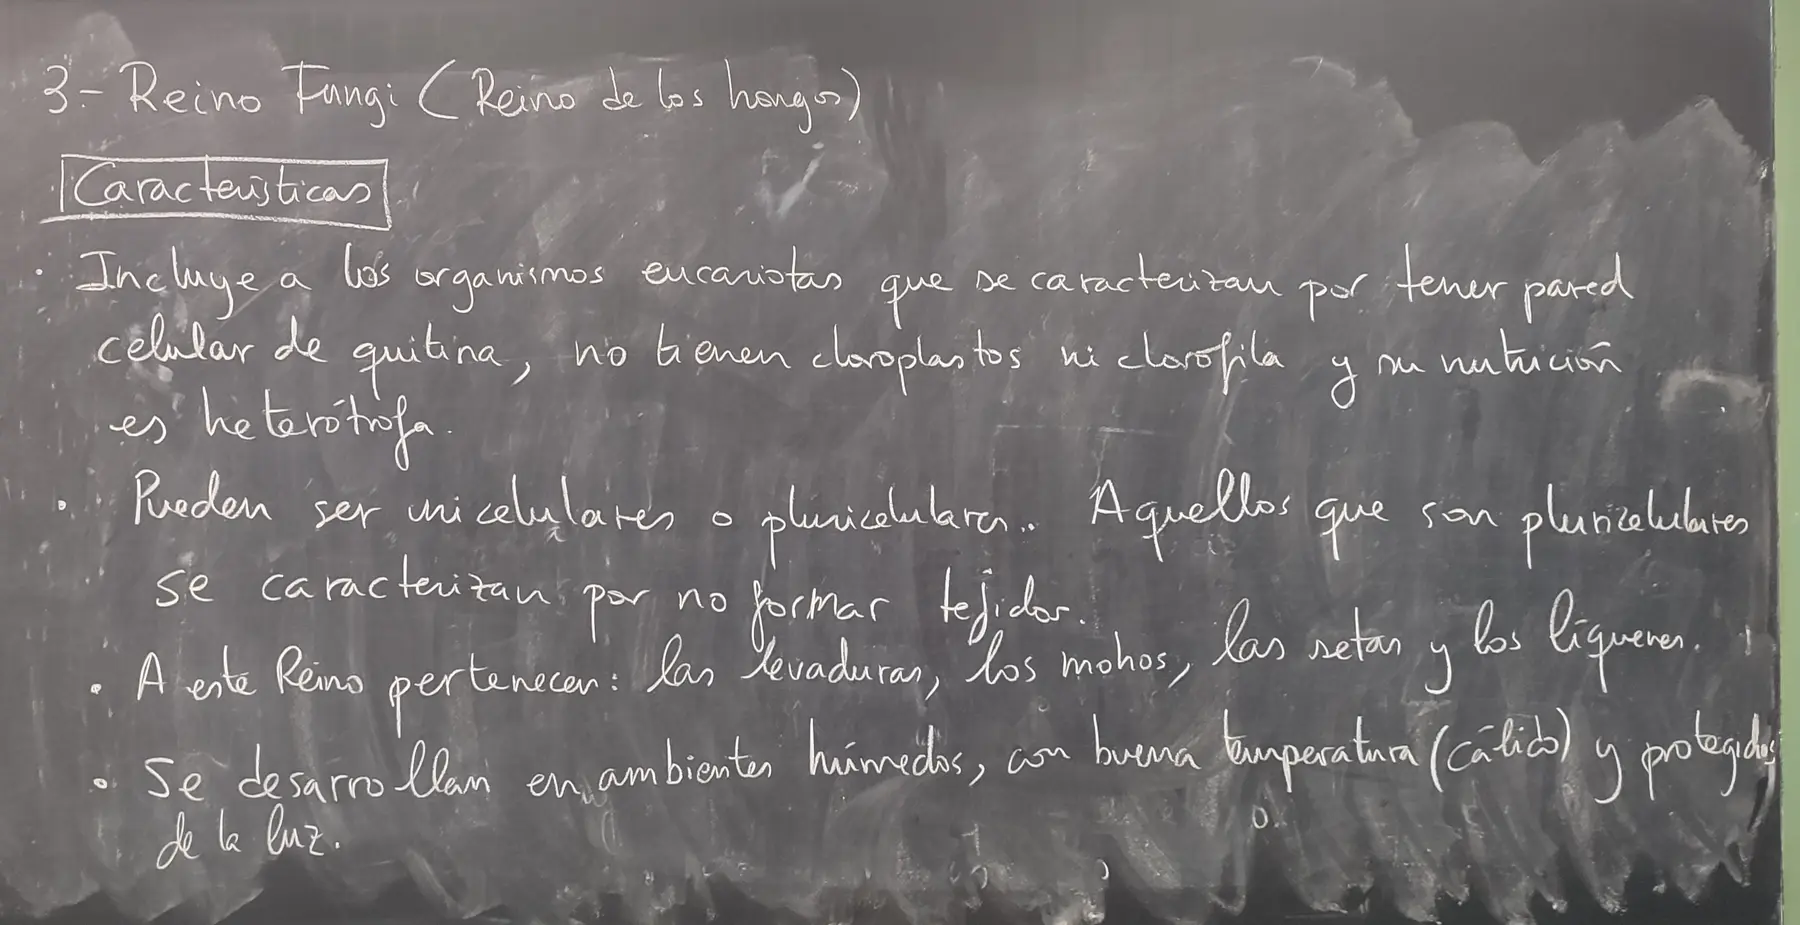 3.- Reino Fungi (Reino de los hongos)
Características
· Incluye a los organismos eucariotas que se caracterizan por tener pared
celular de quitina, no tienen cloroplastos ni clorofila y su nutrición
es heterótrofa.
· Pueden ser unicelulares o pluricelulares. Aquellos que son pluricelulares
se caracterizan por no formar tejidos.
· A este Reino pertenecen: las levaduras, los mohos, las setas y los líquenes.
· Se desarrollan en ambientes húmedos, con buena temperatura (cálido) y protegidos
de la luz.